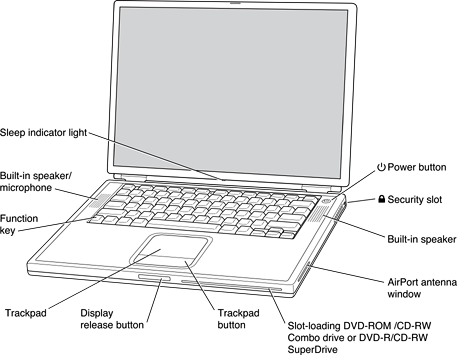 Sleep indicator light
Built-in speaker/
microphone
Function
key
Trackpad
Display
release button
Trackpad
button
Power button
Security slot
Built-in speaker
AirPort antenna
window
Slot-loading DVD-ROM /CD-RW
Combo drive or DVD-R/CD-RW
SuperDrive